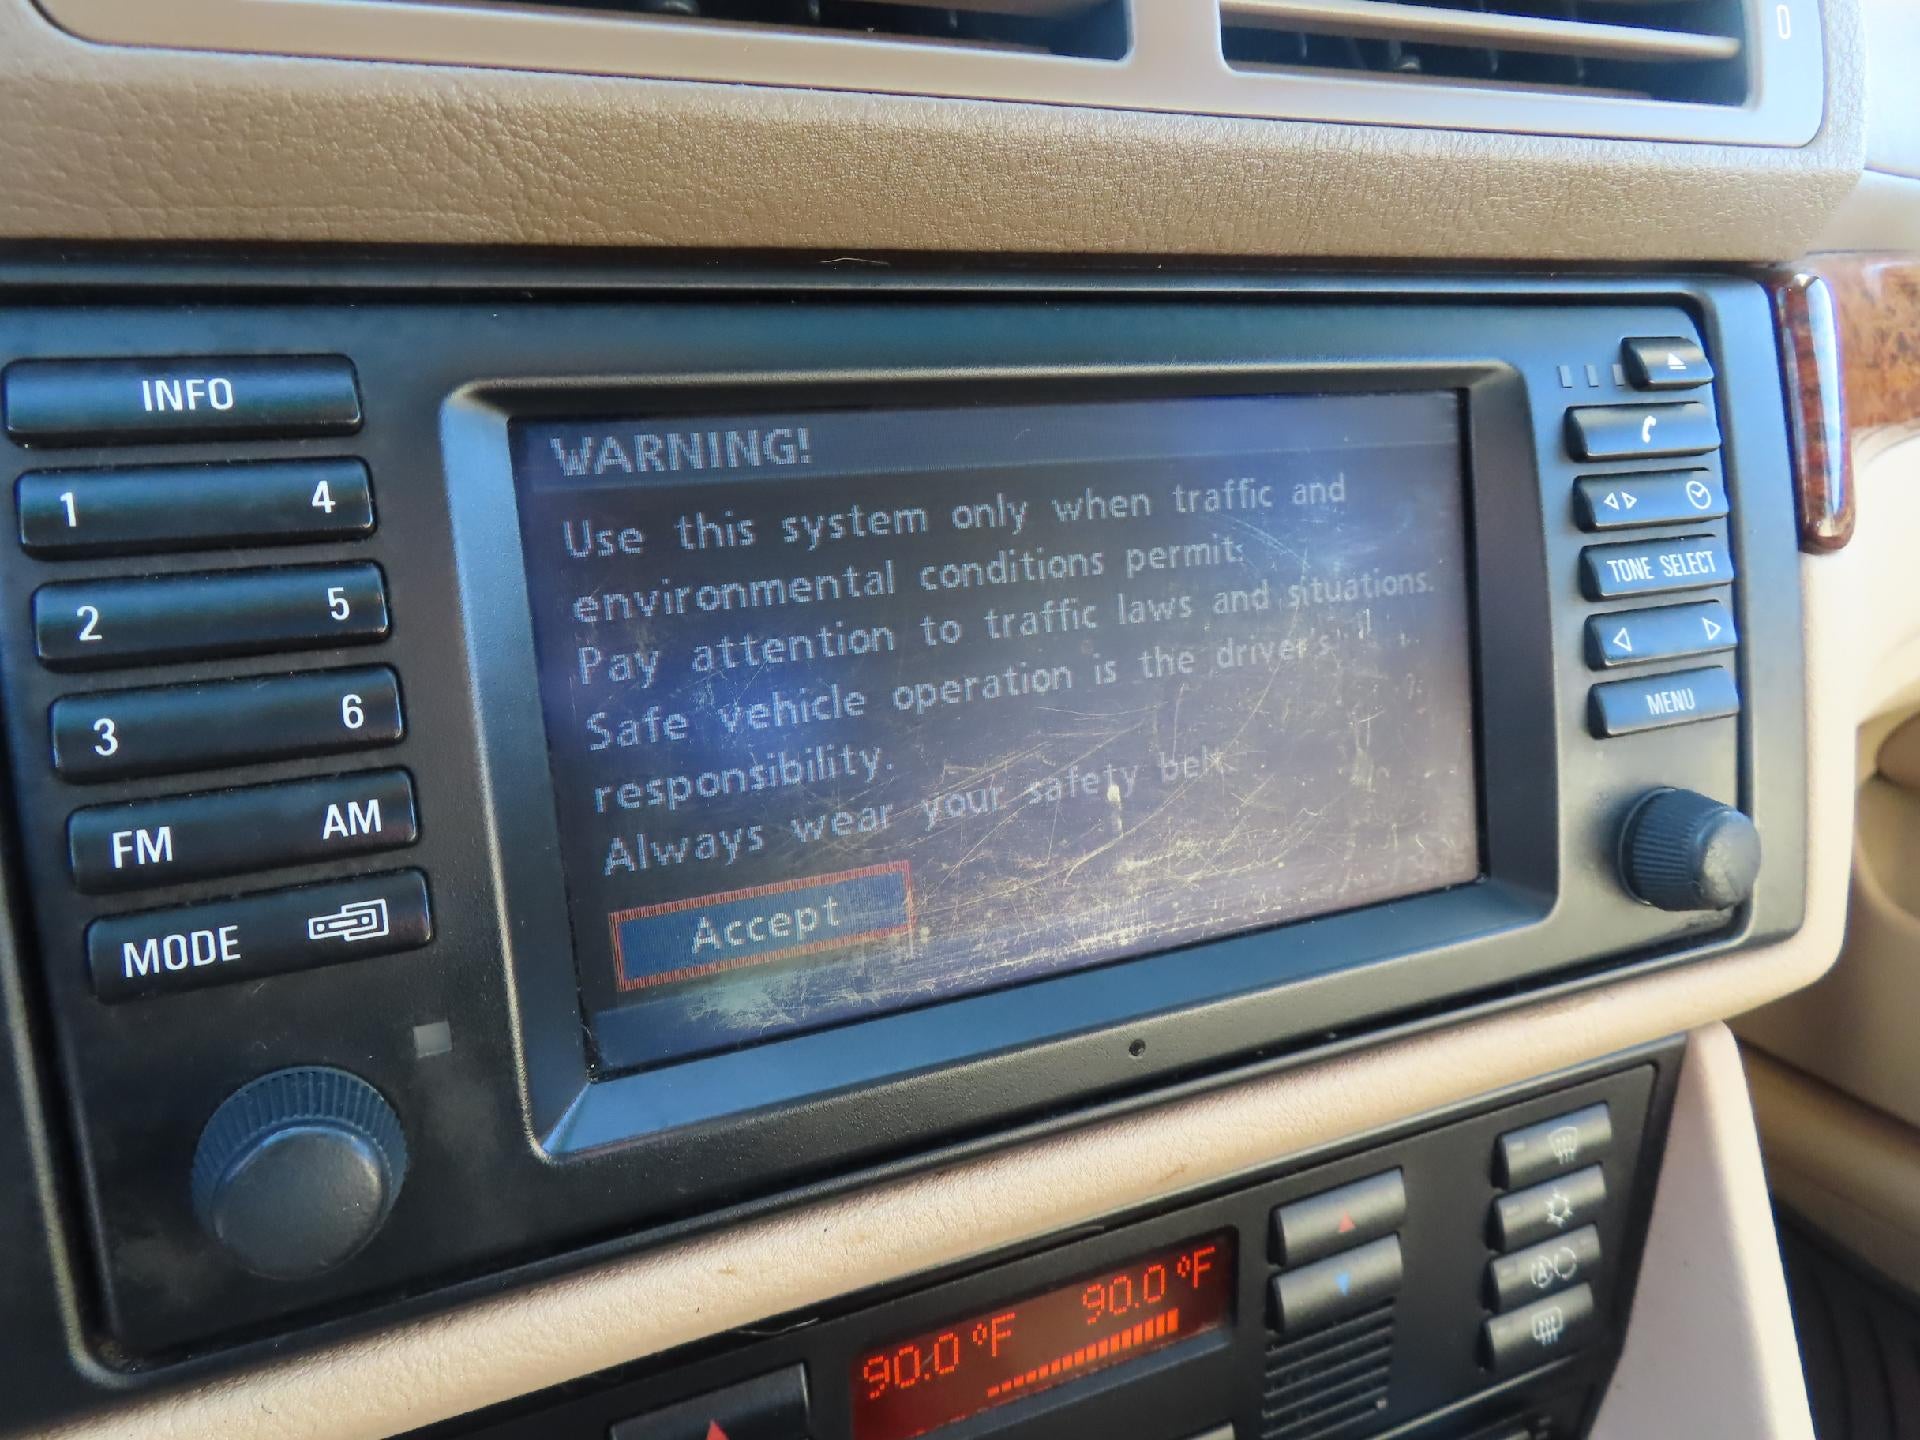 0
INFO
1 4
2 5
3 6
FM AM
MODE
WARNING!
Use this system only when traffic and
environmental conditions permit.
Pay attention to traffic laws and situations.
Safe vehicle operation is the driver's
responsibility.
Always wear your safety belt.
Accept
TONE SELECT
MENU
90.0 °F 90.0 °F